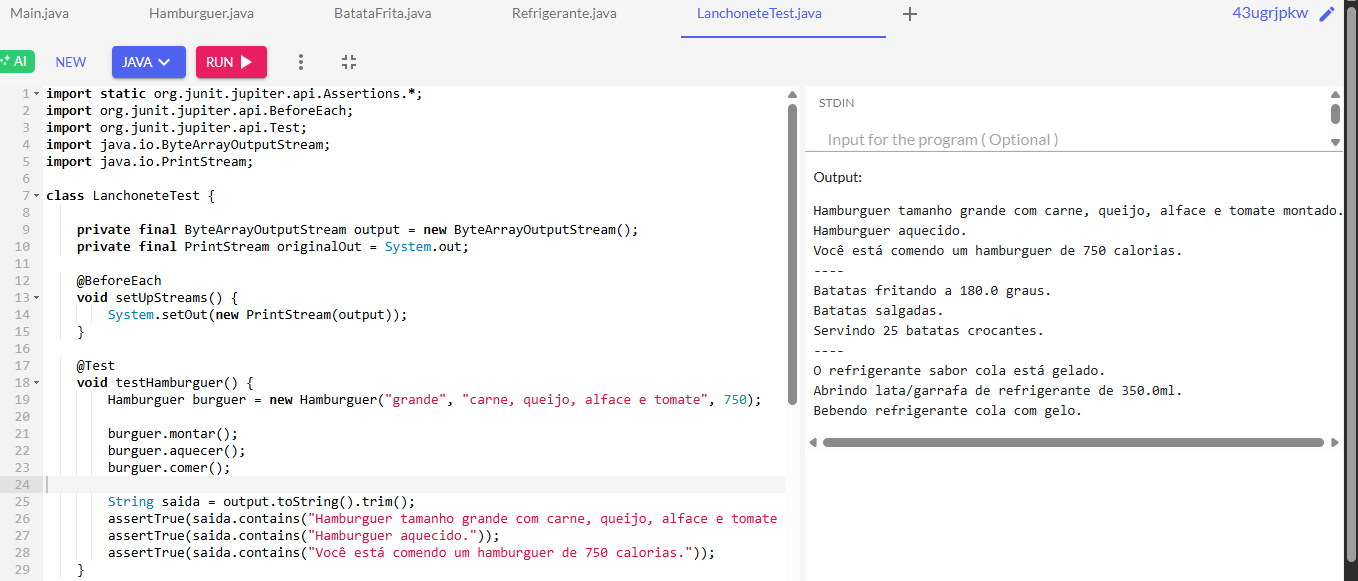 Main.java Hamburguer.java BatataFrita.java Refrigerante.java LanchoneteTest.java + 43ugrjpkw
AI NEW JAVA RUN
1 import static org.junit.jupiter.api.Assertions.*;
2 import org.junit.jupiter.api.BeforeEach;
3 import org.junit.jupiter.api.Test;
4 import java.io.ByteArrayOutputStream;
5 import java.io.PrintStream;
6
7 class LanchoneteTest {
8
9 private final ByteArrayOutputStream output = new ByteArrayOutputStream();
10 private final PrintStream originalOut = System.out;
11
12 @BeforeEach
13 void setUpStreams() {
14 System.setOut(new PrintStream(output));
15 }
16
17 @Test
18 void testHamburguer() {
19 Hamburguer burguer = new Hamburguer("grande", "carne, queijo, alface e tomate", 750);
20
21 burguer.montar();
22 burguer.aquecer();
23 burguer.comer();
24
25 String saida = output.toString().trim();
26 assertTrue(saida.contains("Hamburguer tamanho grande com carne, queijo, alface e tomate
27 assertTrue(saida.contains("Hamburguer aquecido."));
28 assertTrue(saida.contains("Você está comendo um hamburguer de 750 calorias."));
29 }
STDIN
Input for the program ( Optional )
Output:
Hamburguer tamanho grande com carne, queijo, alface e tomate montado.
Hamburguer aquecido.
Você está comendo um hamburguer de 750 calorias.
----
Batatas fritando a 180.0 graus.
Batatas salgadas.
Servindo 25 batatas crocantes.
----
O refrigerante sabor cola está gelado.
Abrindo lata/garrafa de refrigerante de 350.0ml.
Bebendo refrigerante cola com gelo.